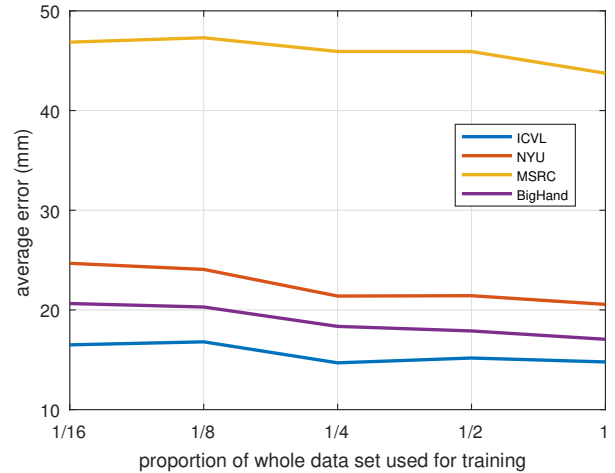 50
40
30
20
10
average error (mm)
ICVL
NYU
MSRC
BigHand
1/16 1/8 1/4 1/2 1
proportion of whole data set used for training